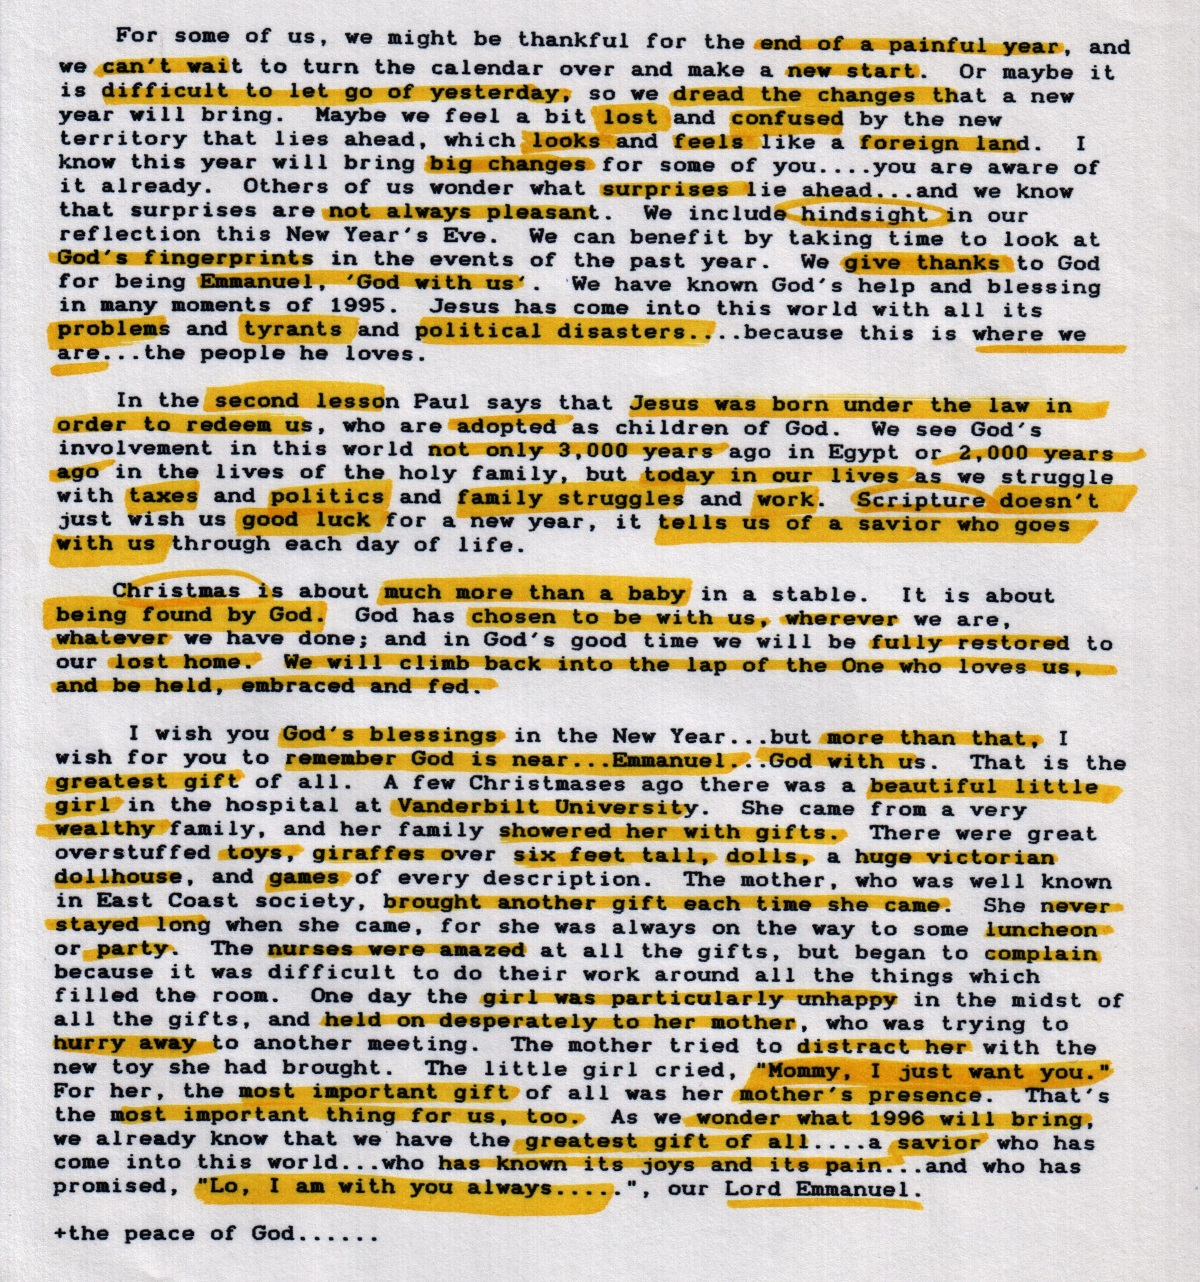 For some of us, we might be thankful for the end of a painful year, and
we can't wait to turn the calendar over and make a new start. Or maybe it
is difficult to let go of yesterday, so we dread the changes that a new
year will bring. Maybe we feel a bit lost and confused by the new
territory that lies ahead, which looks and feels like a foreign land. I
know this year will bring big changes for some of you....you are aware of
it already. Others of us wonder what surprises lie ahead...and we know
that surprises are not always pleasant. We include hindsight in our
reflection this New Year's Eve. We can benefit by taking time to look at
God's fingerprints in the events of the past year. We give thanks to God
for being Emmanuel, 'God with us'. We have known God's help and blessing
in many moments of 1995. Jesus has come into this world with all its
problems and tyrants and political disasters....because this is where we
are...the people he loves.

In the second lesson Paul says that Jesus was born under the law in
order to redeem us, who are adopted as children of God. We see God's
involvement in this world not only 3,000 years ago in Egypt or 2,000 years
ago in the lives of the holy family, but today in our lives as we struggle
with taxes and politics and family struggles and work. Scripture doesn't
just wish us good luck for a new year, it tells us of a savior who goes
with us through each day of life.

Christmas is about much more than a baby in a stable. It is about
being found by God. God has chosen to be with us, wherever we are,
whatever we have done; and in God's good time we will be fully restored to
our lost home. We will climb back into the lap of the One who loves us,
and be held, embraced and fed.

I wish you God's blessings in the New Year...but more than that, I
wish for you to remember God is near...Emmanuel...God with us. That is the
greatest gift of all. A few Christmases ago there was a beautiful little
girl in the hospital at Vanderbilt University. She came from a very
wealthy family, and her family showered her with gifts. There were great
overstuffed toys, giraffes over six feet tall, dolls, a huge victorian
dollhouse, and games of every description. The mother, who was well known
in East Coast society, brought another gift each time she came. She never
stayed long when she came, for she was always on the way to some luncheon
or party. The nurses were amazed at all the gifts, but began to complain
because it was difficult to do their work around all the things which
filled the room. One day the girl was particularly unhappy in the midst of
all the gifts, and held on desperately to her mother, who was trying to
hurry away to another meeting. The mother tried to distract her with the
new toy she had brought. The little girl cried, "Mommy, I just want you."
For her, the most important gift of all was her mother's presence. That's
the most important thing for us, too. As we wonder what 1996 will bring,
we already know that we have the greatest gift of all....a savior who has
come into this world...who has known its joys and its pain...and who has
promised, "Lo, I am with you always.....", our Lord Emmanuel.

+the peace of God......